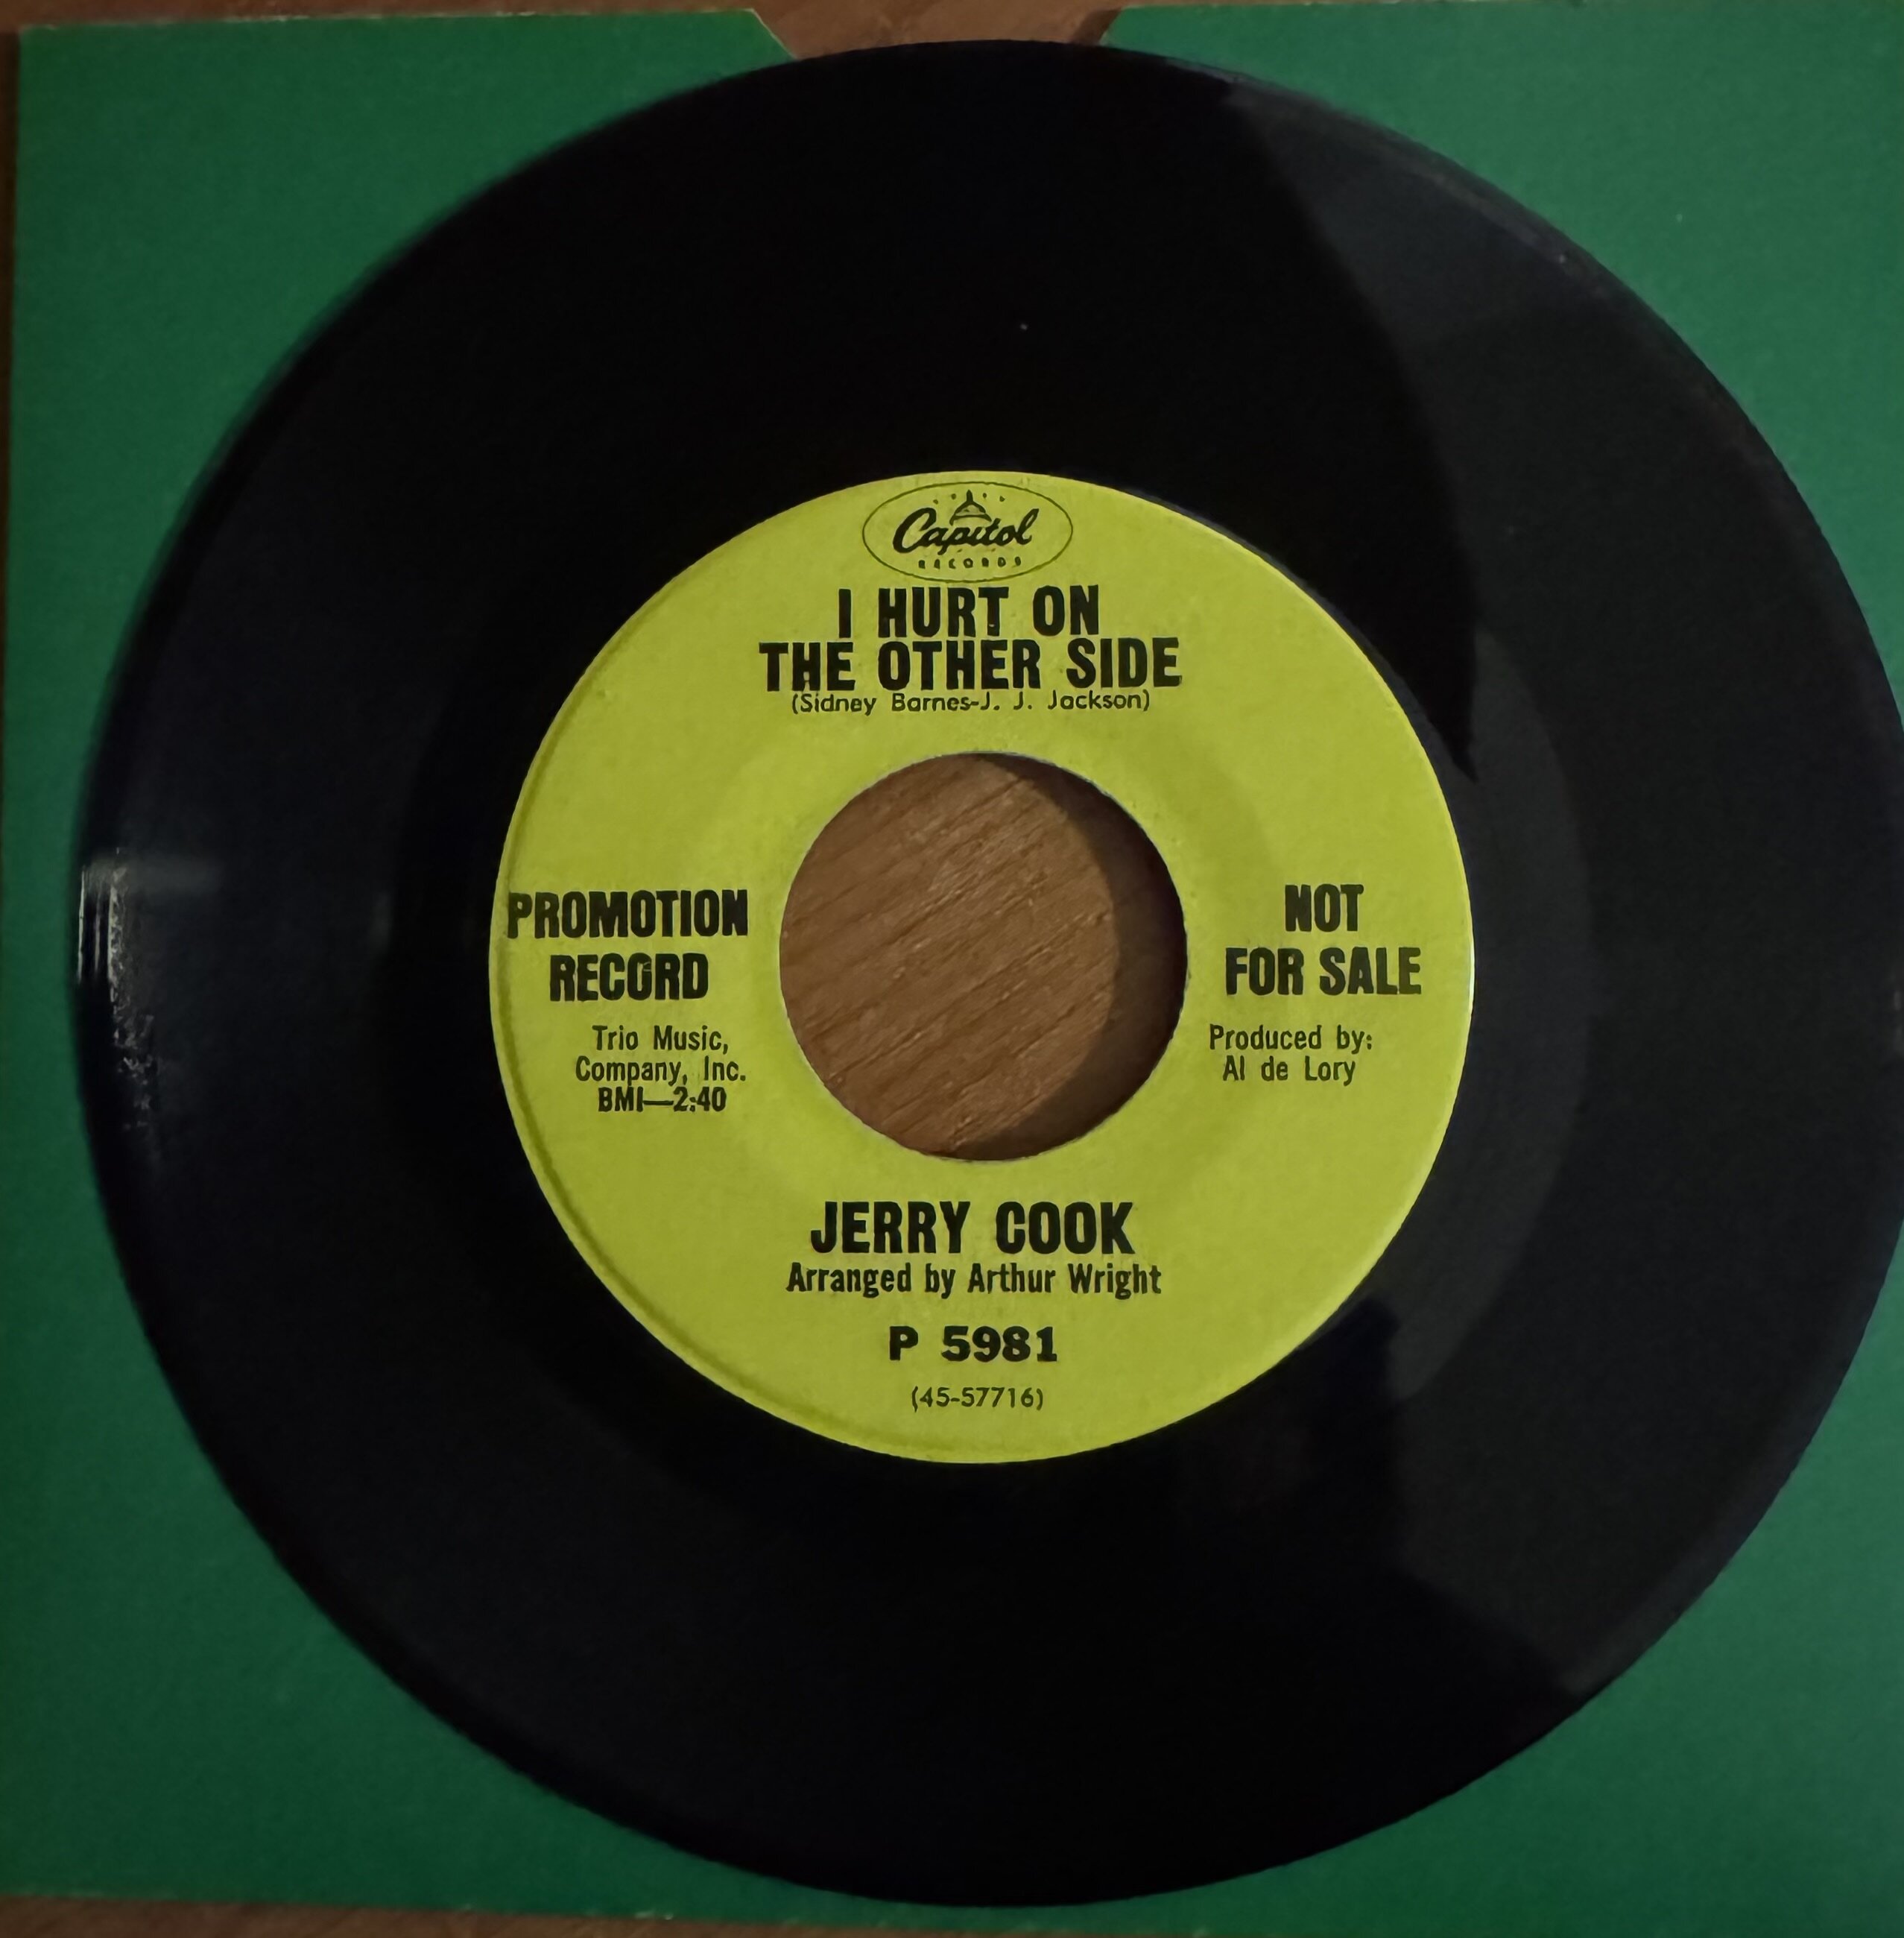 Capitol
RECORDS
I HURT ON
THE OTHER SIDE
(Sidney Barnes-J. J. Jackson)
PROMOTION
RECORD
Trio Music,
Company, Inc.
BMI—2:40
NOT
FOR SALE
Produced by:
Al de Lory
JERRY COOK
Arranged by Arthur Wright
P 5981
(45-57716)